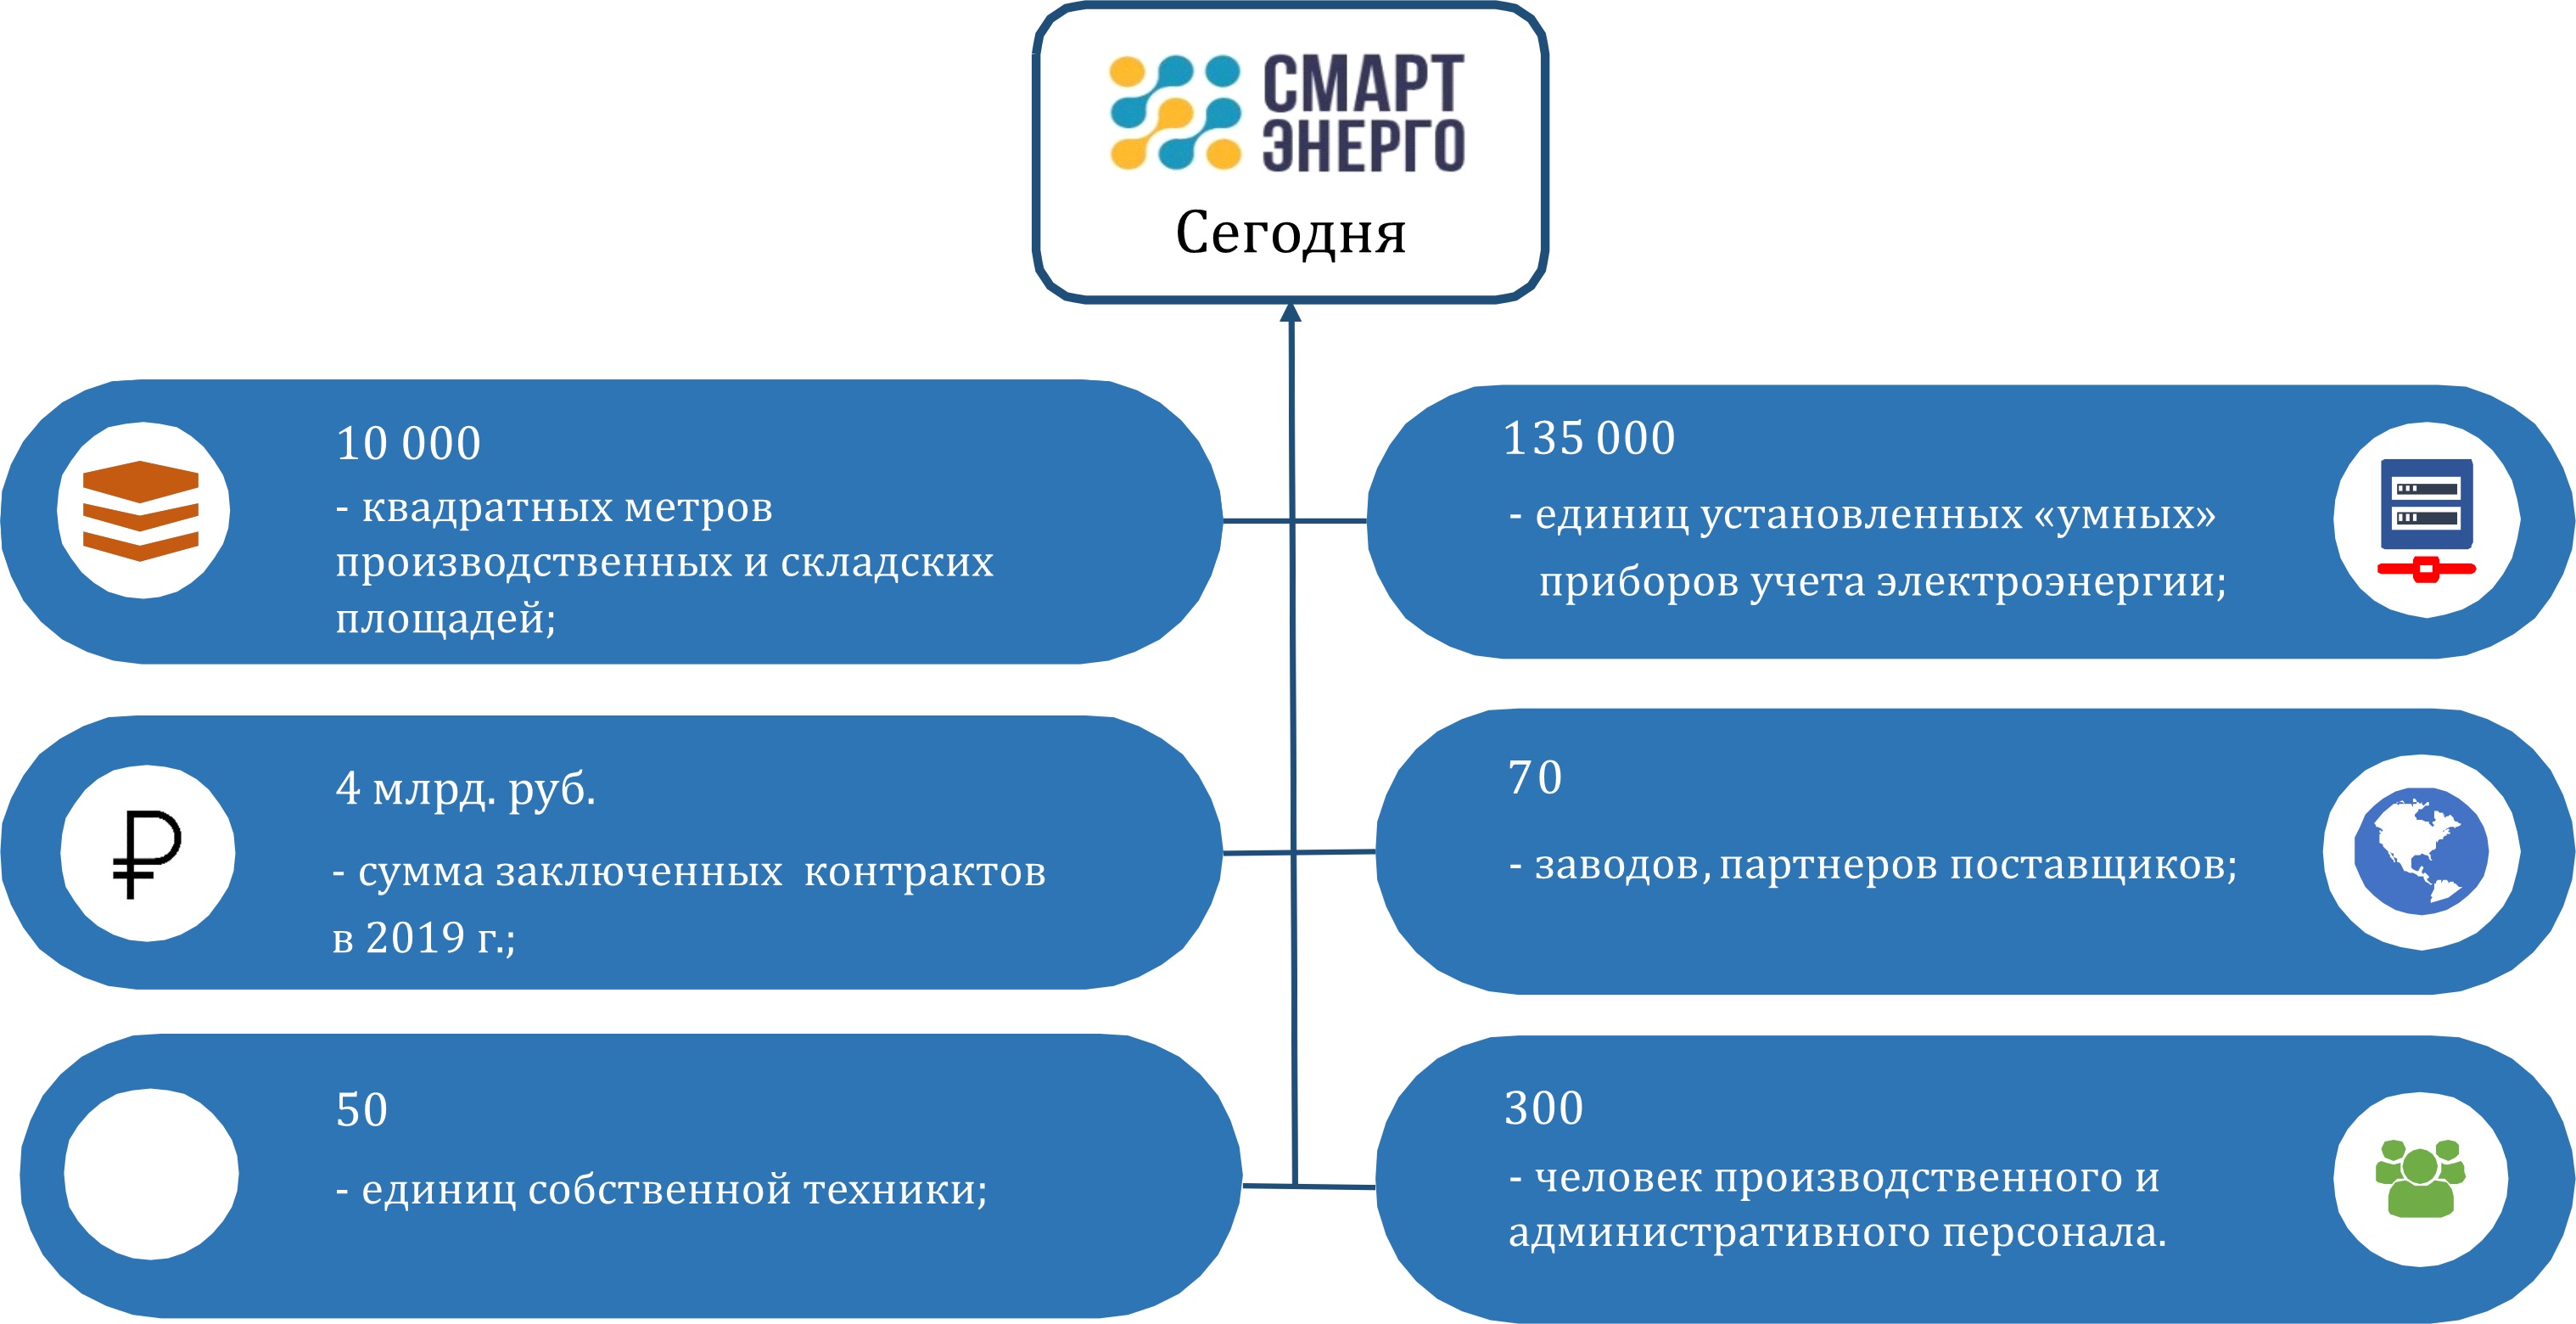 СМАРТ
ЭНЕРГО
Сегодня
10 000
- квадратных метров
производственных и складских
площадей;
135 000
- единиц установленных «умных»
приборов учета электроэнергии;
4 млрд. руб.
- сумма заключенных контрактов
в 2019 г.;
70
- заводов, партнеров поставщиков;
50
- единиц собственной техники;
300
- человек производственного и
административного персонала.